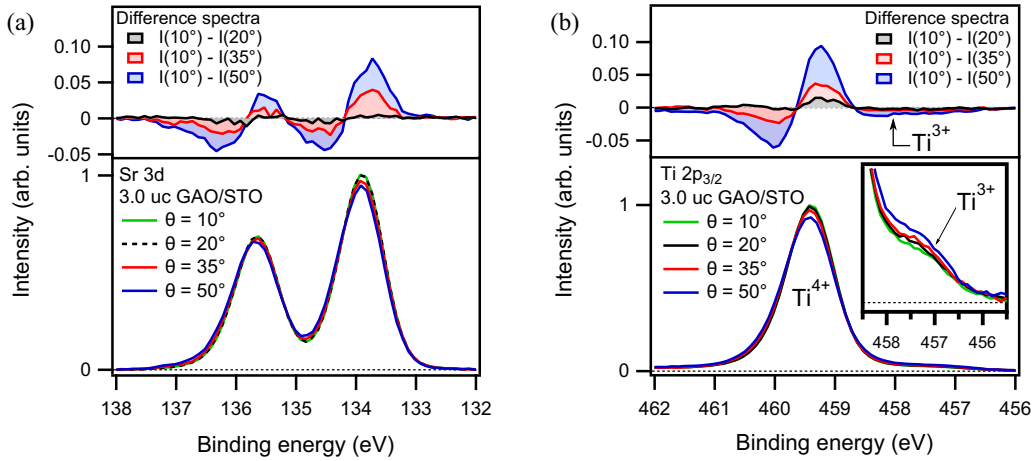 (a)
Difference spectra
I(10°) - I(20°)
I(10°) - I(35°)
I(10°) - I(50°)
0.10
0.05
0
-0.05
Intensity (arb. units)
Sr 3d
3.0 uc GAO/STO
θ = 10°
θ = 20°
θ = 35°
θ = 50°
1
0
138 137 136 135 134 133 132
Binding energy (eV)
(b)
Difference spectra
I(10°) - I(20°)
I(10°) - I(35°)
I(10°) - I(50°)
0.10
0.05
0
-0.05
Ti³⁺
Intensity (arb. units)
Ti 2p₃/₂
3.0 uc GAO/STO
θ = 10°
θ = 20°
θ = 35°
θ = 50°
Ti⁴⁺
Ti³⁺
458 457 456
1
0
462 461 460 459 458 457 456
Binding energy (eV)